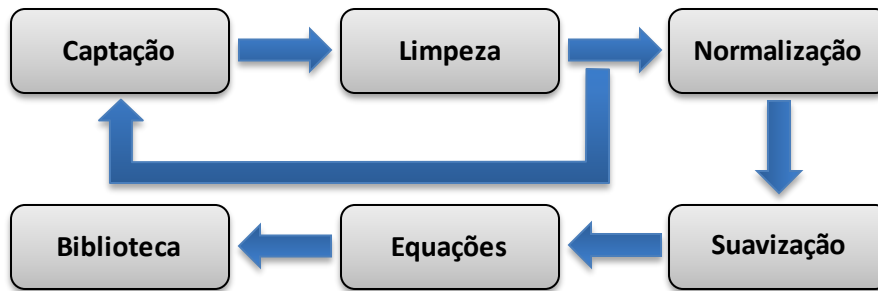 Captação
Limpeza
Normalização
Biblioteca
Equações
Suavização